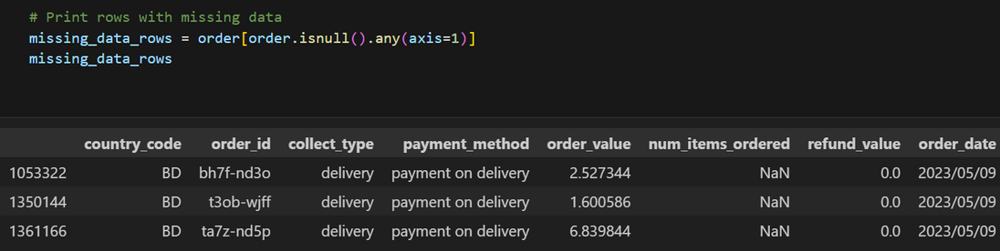 # Print rows with missing data
missing_data_rows = order[order.isnull().any(axis=1)]
missing_data_rows
country_code order_id collect_type payment_method order_value num_items_ordered refund_value order_date
1053322 BD bh7f-nd3o delivery payment on delivery 2.527344 NaN 0.0 2023/05/09
1350144 BD t3ob-wjff delivery payment on delivery 1.600586 NaN 0.0 2023/05/09
1361166 BD ta7z-nd5p delivery payment on delivery 6.839844 NaN 0.0 2023/05/09